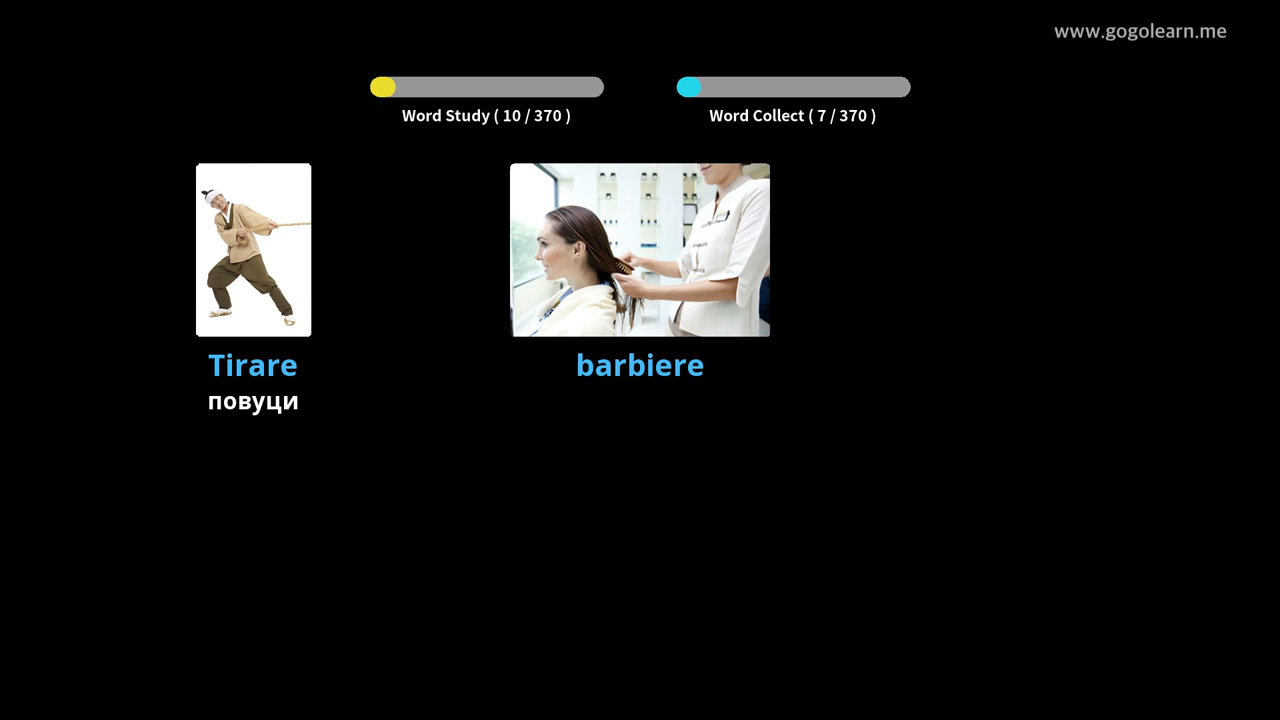 www.gogolearn.me
Word Study ( 10 / 370 )
Word Collect ( 7 / 370 )
Tirare
повуци
barbiere